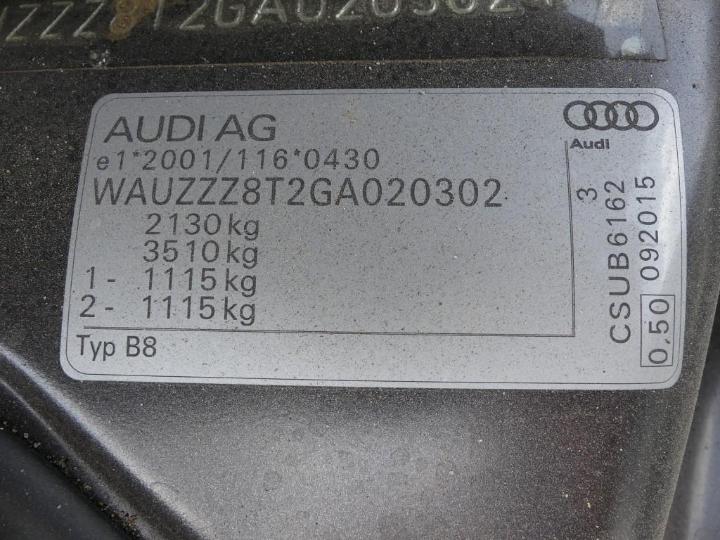 ZZZ8T2GA020302
AUDI AG
Audi
e1*2001/116*0430
WAUZZZ8T2GA020302
2130 kg
3510 kg
1- 1115 kg
2- 1115 kg
Typ B8
3.
CSUB6162
0,50 092015